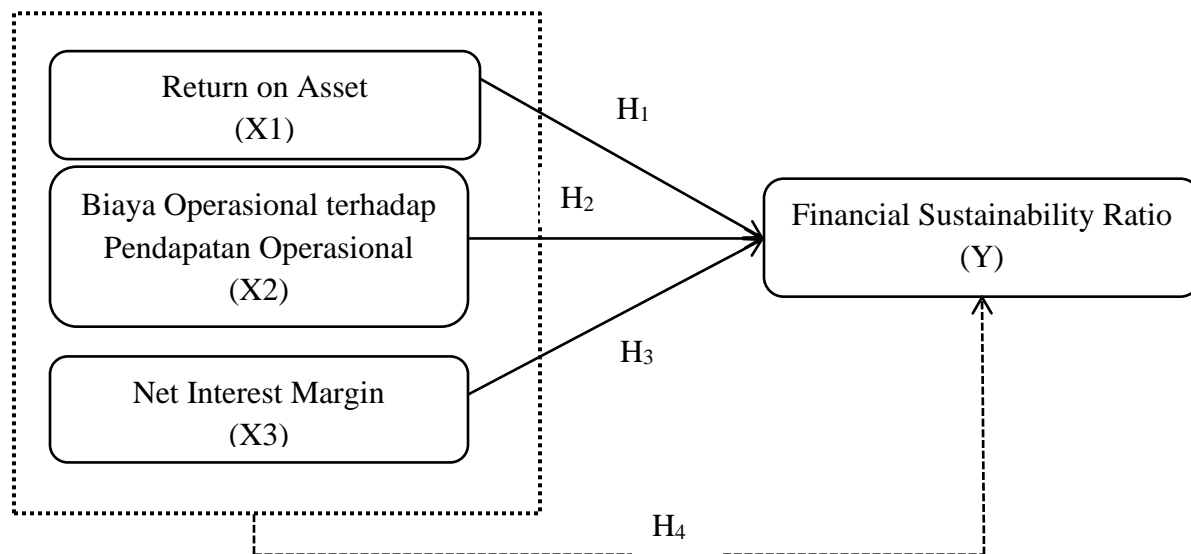 Return on Asset
(X1)
H₁
Biaya Operasional terhadap
Pendapatan Operasional
(X2)
H₂
Financial Sustainability Ratio
(Y)
H₃
Net Interest Margin
(X3)
H₄